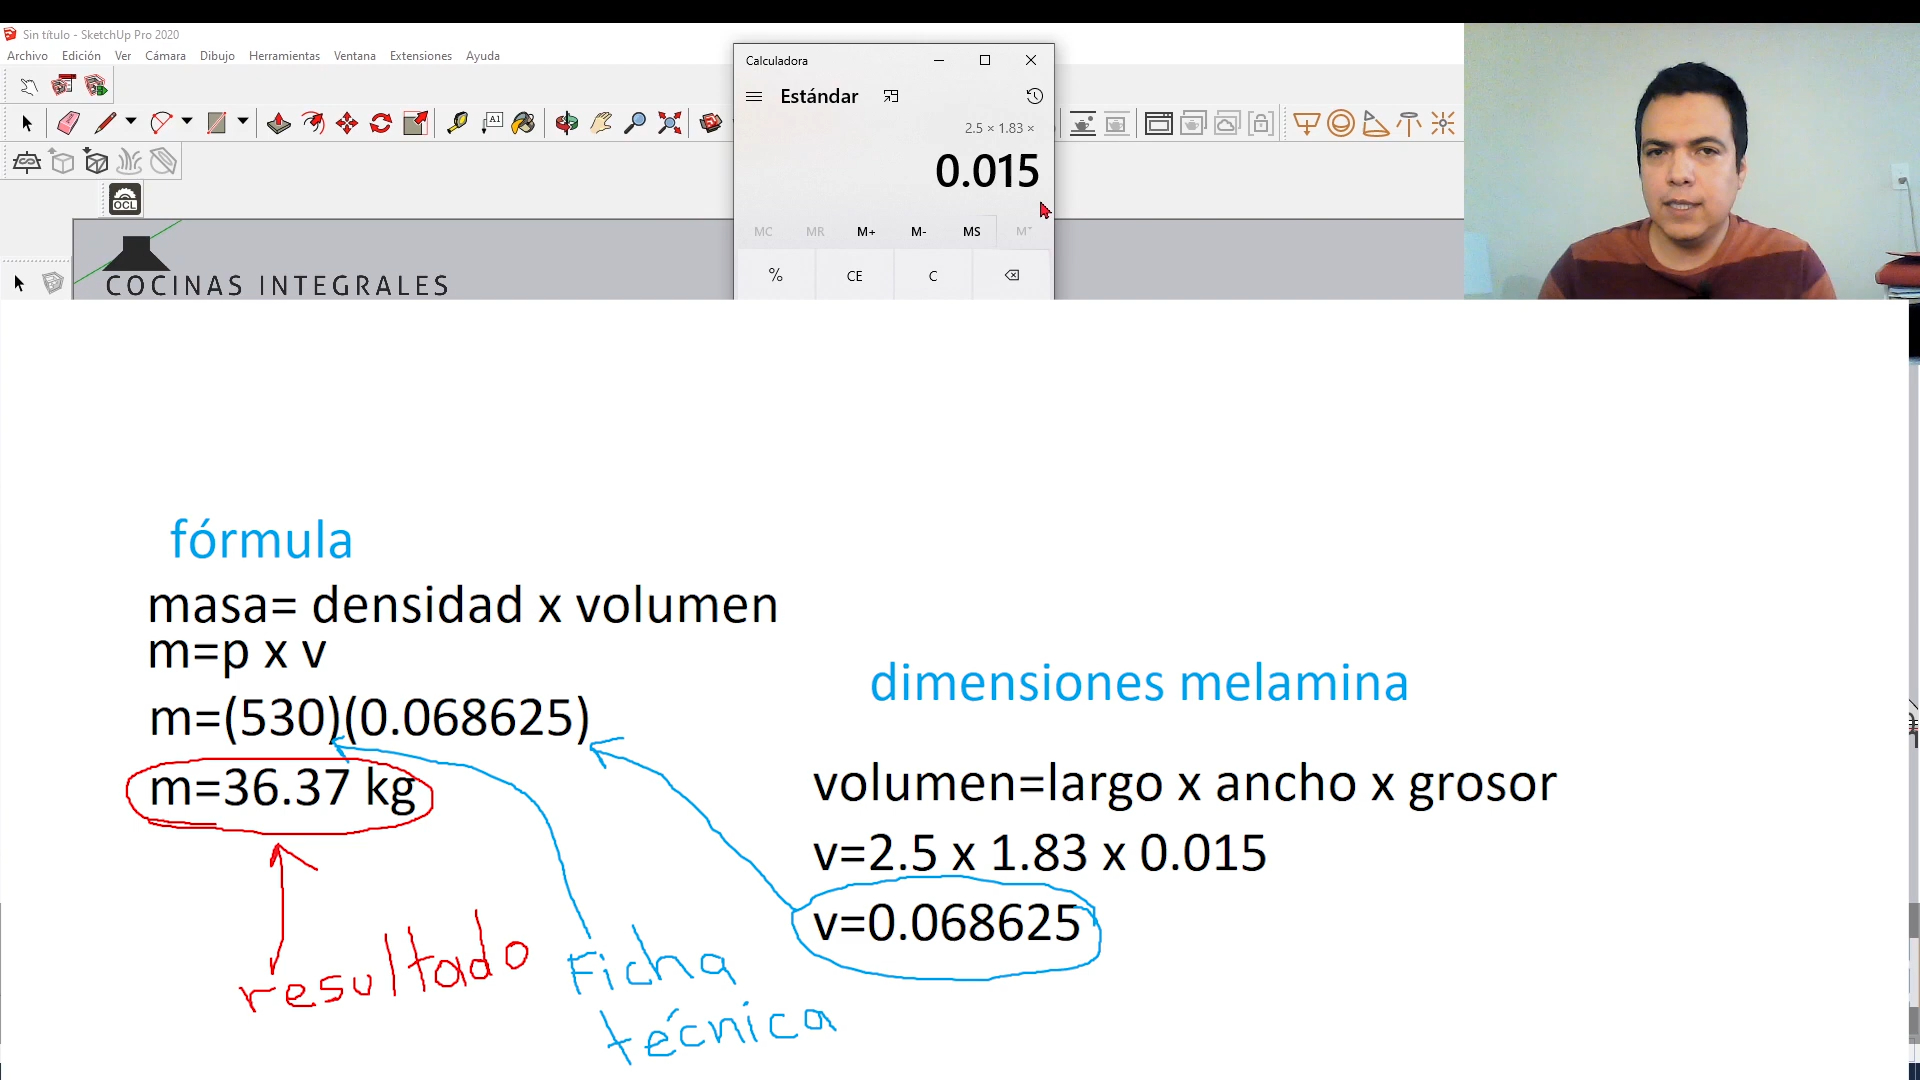 Sin título - SketchUp Pro 2020
Archivo Edición Ver Cámara Dibujo Herramientas Ventana Extensiones Ayuda
Calculadora
Estándar
2.5 × 1.83 ×
0.015
MC MR M+ M- MS
% CE C
A1
OCL
COCINAS INTEGRALES
fórmula
masa= densidad x volumen
m=p x v
m=(530)(0.068625)
m=36.37 kg
resultado
Ficha
técnica
dimensiones melamina
volumen=largo x ancho x grosor
v=2.5 x 1.83 x 0.015
v=0.068625